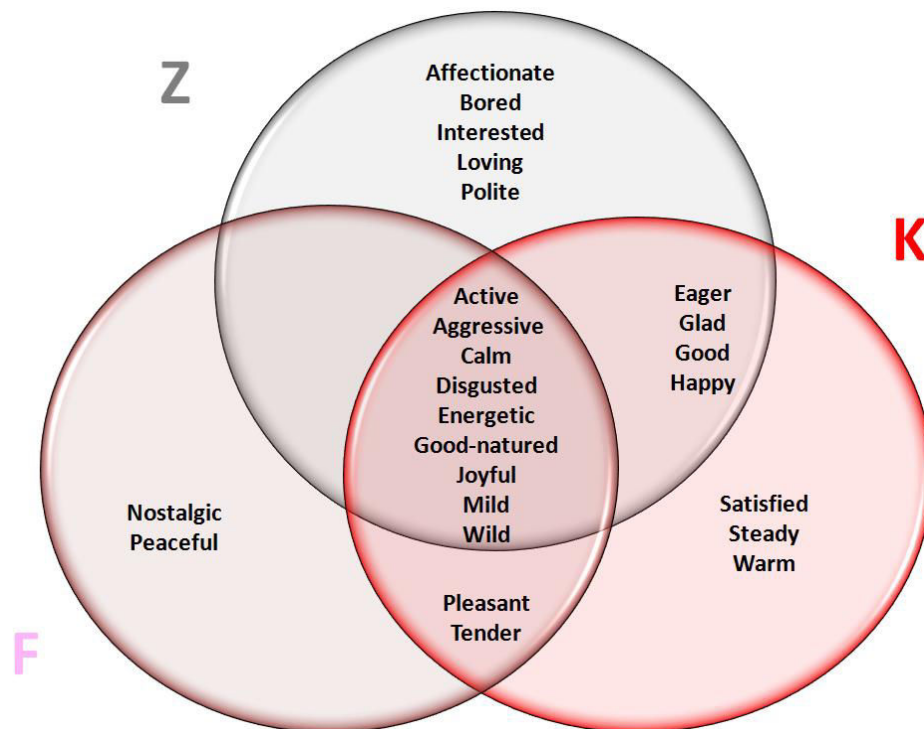 Z
Affectionate
Bored
Interested
Loving
Polite
K
Active
Aggressive
Calm
Disgusted
Energetic
Good-natured
Joyful
Mild
Wild
Eager
Glad
Good
Happy
Nostalgic
Peaceful
Satisfied
Steady
Warm
Pleasant
Tender
F